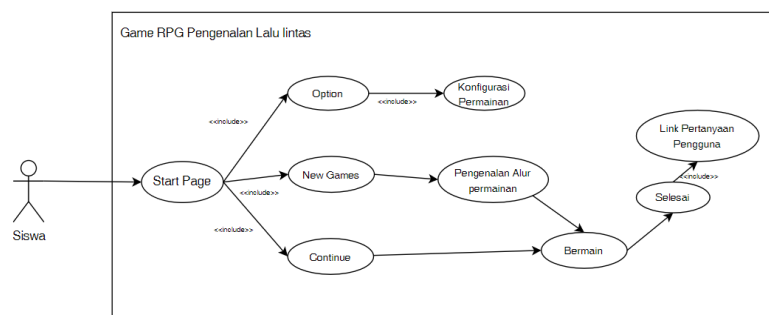 Game RPG Pengenalan Lalu lintas
Option
<<include>>
Konfigurasi
Permainan
<<include>>
Link Pertanyaan
Pengguna
<<include>>
Siswa
Start Page
<<include>>
New Games
Pengenalan Alur
permainan
Selesai
<<include>>
Continue
Bermain